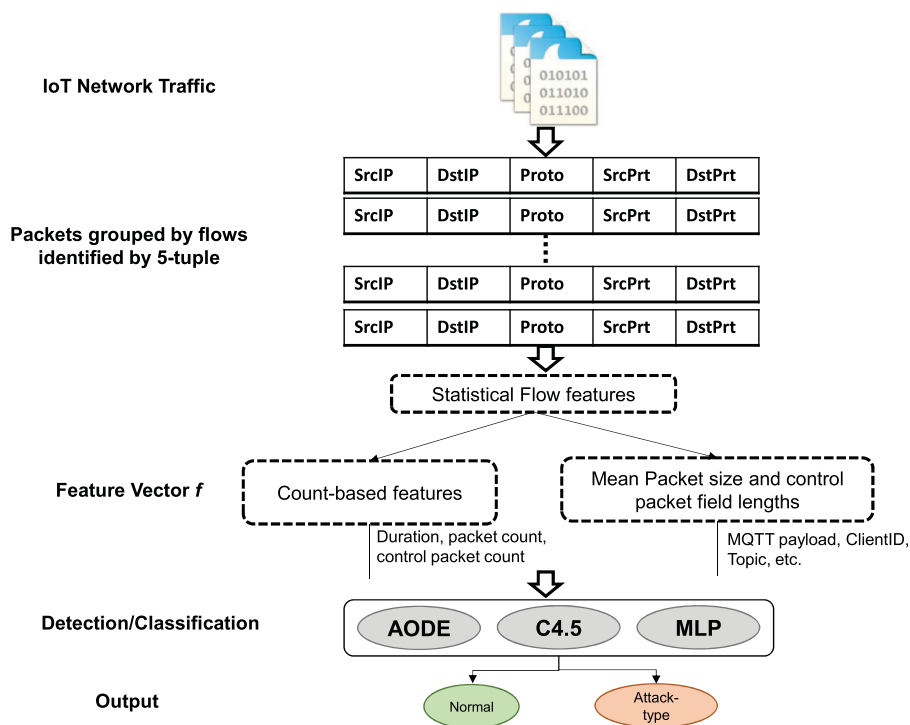 IoT Network Traffic
010101
011010
011100
SrcIP DstIP Proto SrcPrt DstPrt
SrcIP DstIP Proto SrcPrt DstPrt
Packets grouped by flows
identified by 5-tuple
SrcIP DstIP Proto SrcPrt DstPrt
SrcIP DstIP Proto SrcPrt DstPrt
Statistical Flow features
Feature Vector f
Count-based features
Mean Packet size and control
packet field lengths
Duration, packet count,
control packet count
MQTT payload, ClientID,
Topic, etc.
Detection/Classification
AODE C4.5 MLP
Output
Normal
Attack-
type